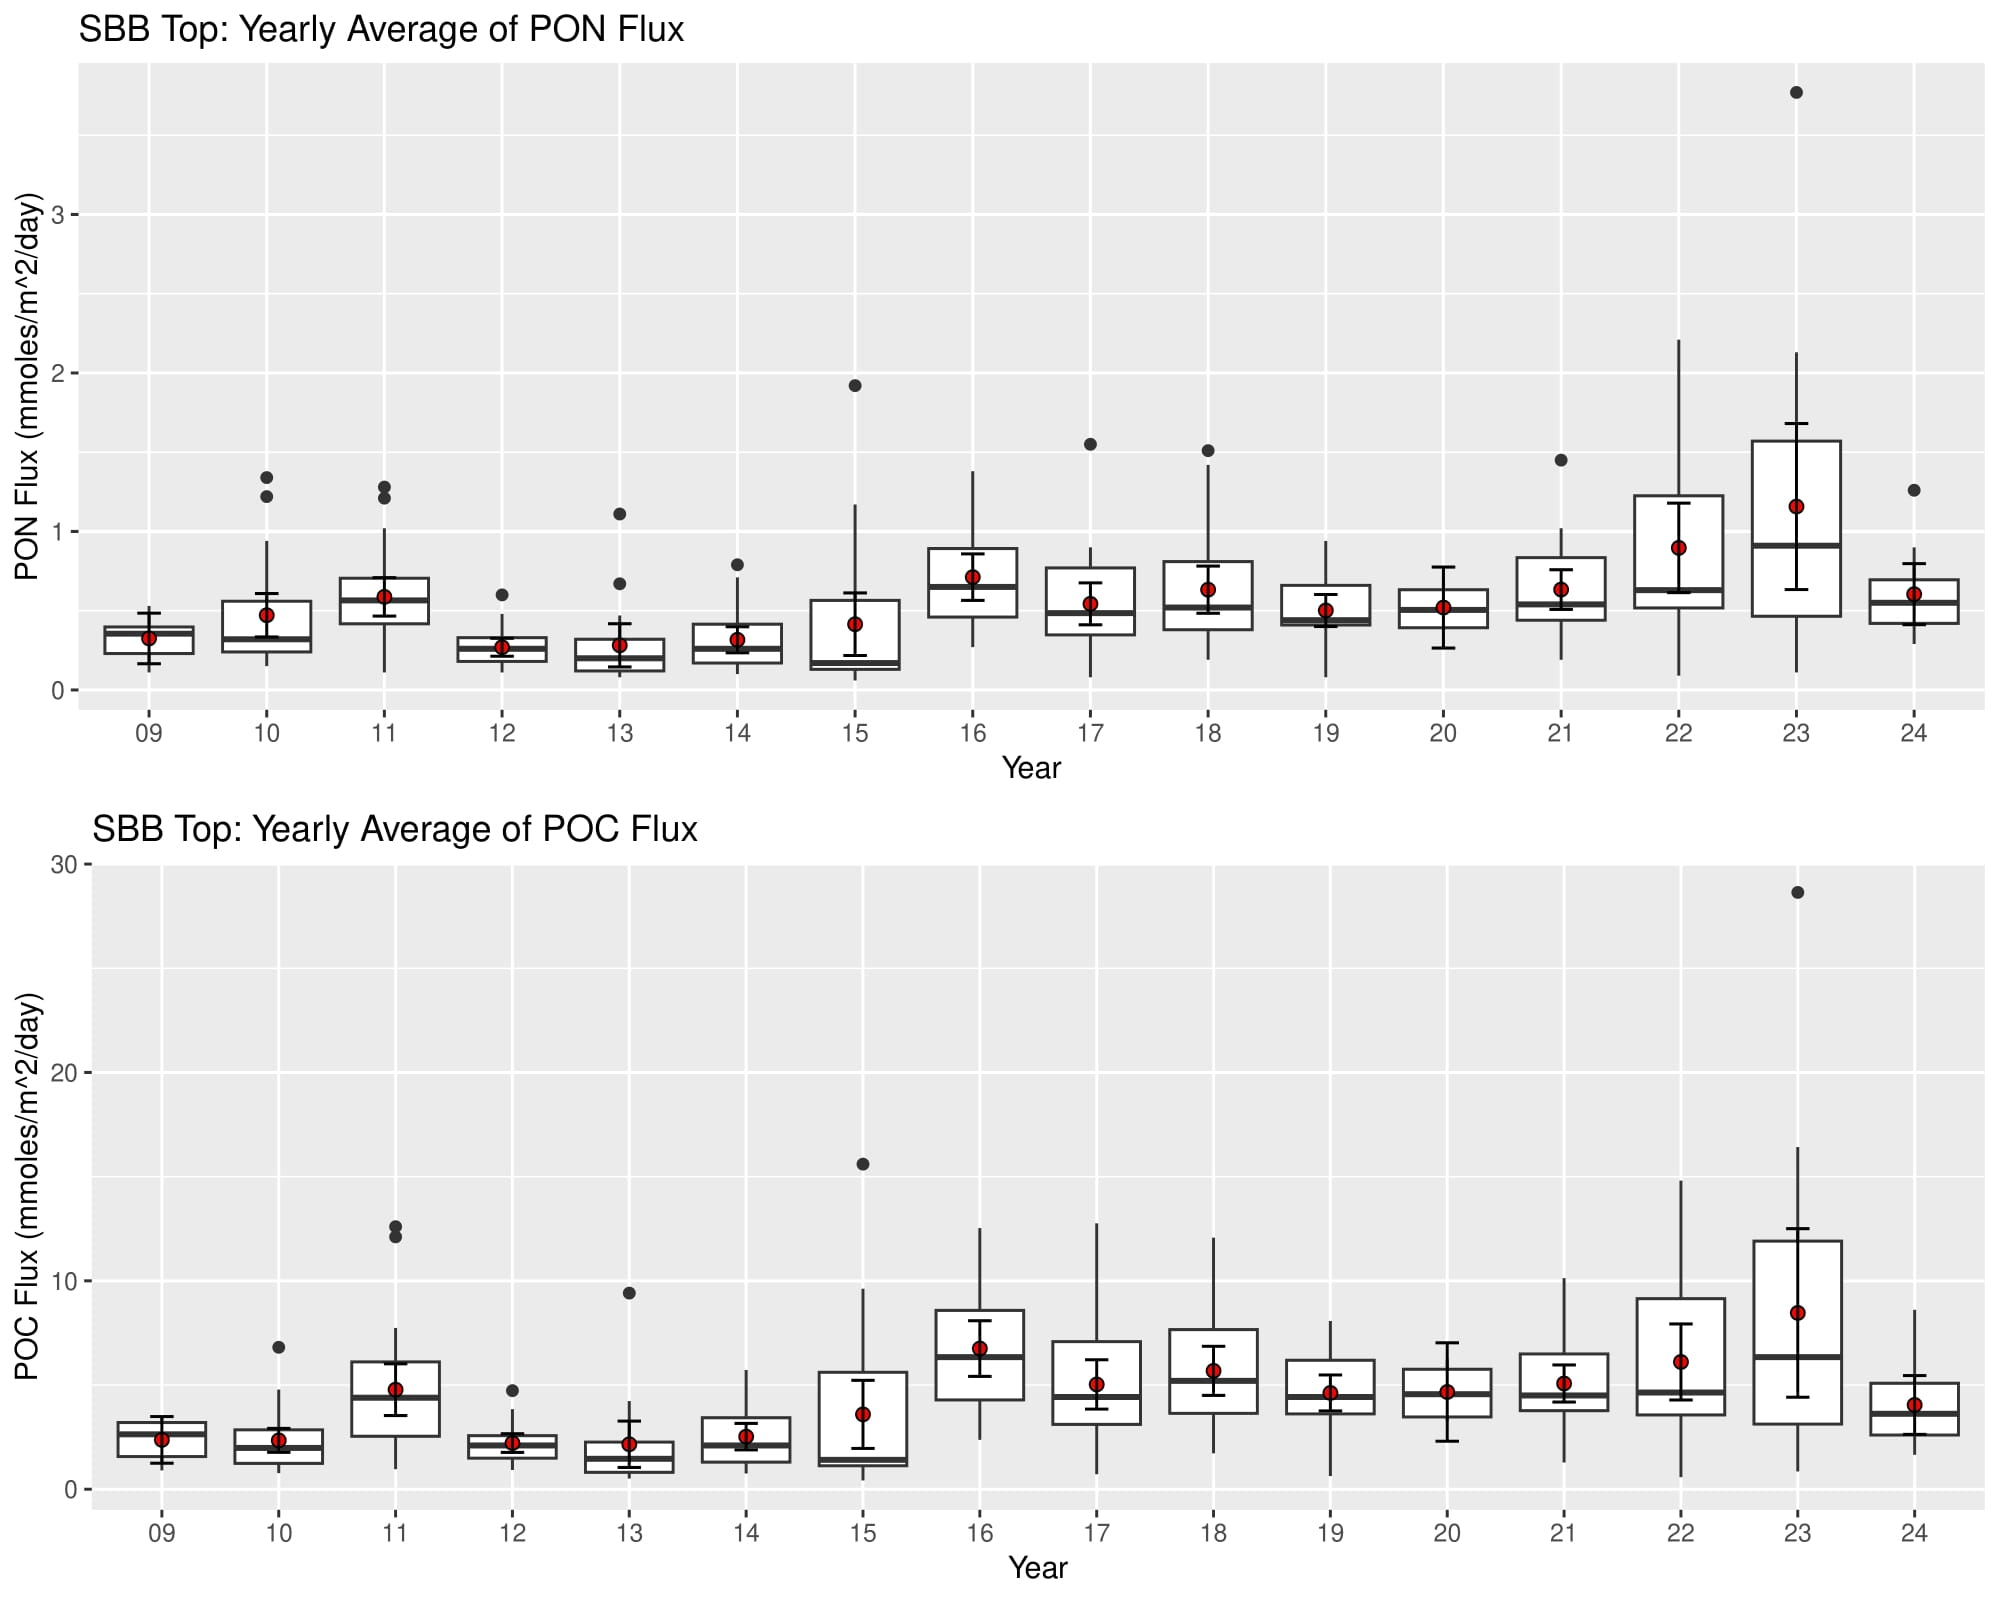 SBB Top: Yearly Average of PON Flux
PON Flux (mmoles/m^2/day)
3
2
1
0
09 10 11 12 13 14 15 16 17 18 19 20 21 22 23 24
Year
SBB Top: Yearly Average of POC Flux
POC Flux (mmoles/m^2/day)
30
20
10
0
09 10 11 12 13 14 15 16 17 18 19 20 21 22 23 24
Year